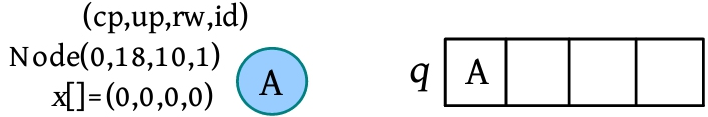 (cp,up,rw,id)
Node(0,18,10,1)
x[]=(0,0,0,0)
A
q
A